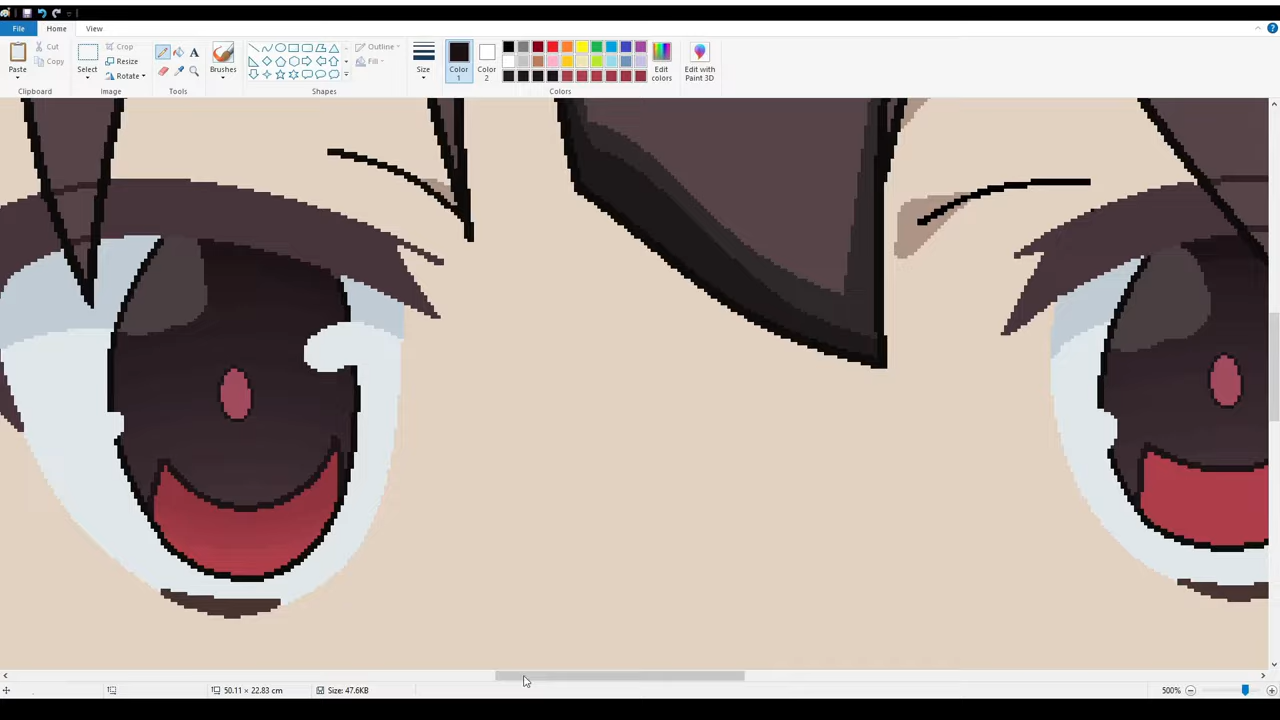 File Home View
Paste
Cut
Copy
Clipboard
Select
Crop
Resize
Rotate
Image
A
Tools
Brushes
Outline
Fill
Shapes
Size
Color 1
Color 2
Edit colors
Colors
Edit with Paint 3D
50.11 × 22.83 cm
Size: 47.6KB
500%